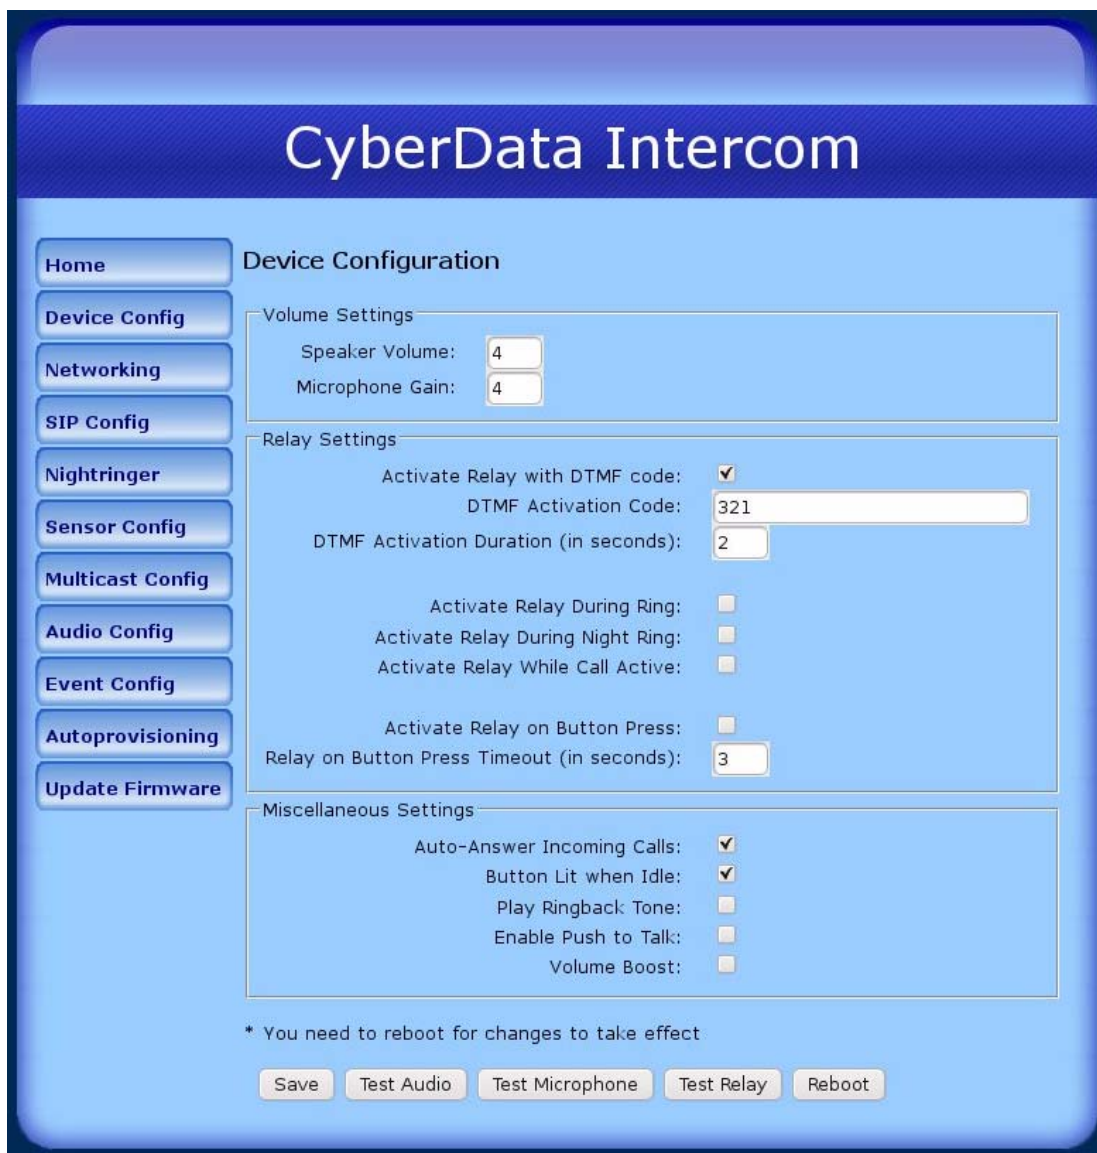 CyberData Intercom
Home
Device Config
Networking
SIP Config
Nightringer
Sensor Config
Multicast Config
Audio Config
Event Config
Autoprovisioning
Update Firmware
Device Configuration
Volume Settings
Speaker Volume: 4
Microphone Gain: 4
Relay Settings
Activate Relay with DTMF code:
DTMF Activation Code: 321
DTMF Activation Duration (in seconds): 2
Activate Relay During Ring:
Activate Relay During Night Ring:
Activate Relay While Call Active:
Activate Relay on Button Press:
Relay on Button Press Timeout (in seconds): 3
Miscellaneous Settings
Auto-Answer Incoming Calls:
Button Lit when Idle:
Play Ringback Tone:
Enable Push to Talk:
Volume Boost:
* You need to reboot for changes to take effect
Save Test Audio Test Microphone Test Relay Reboot